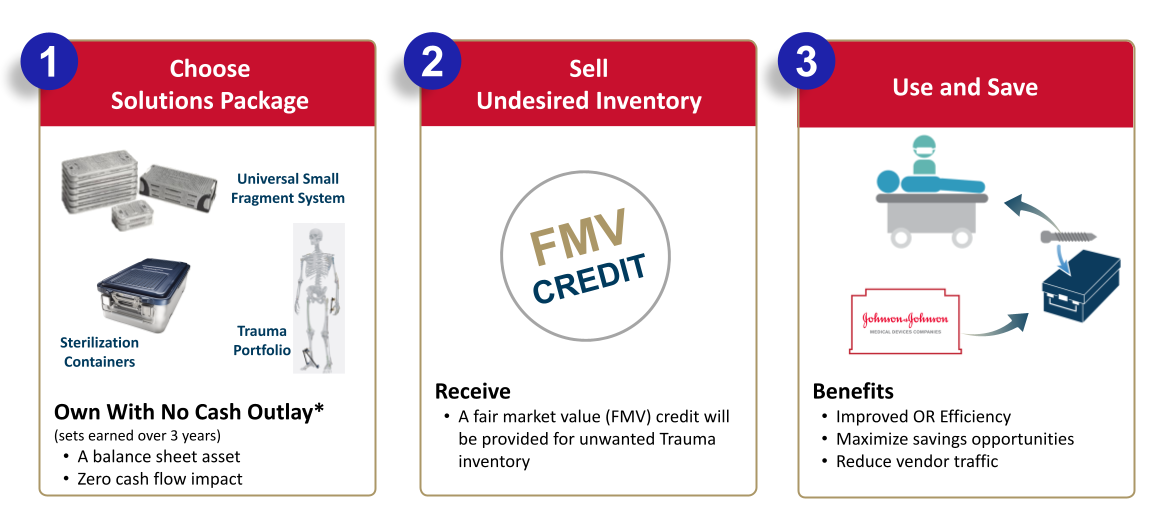 1
Choose
Solutions Package
Universal Small
Fragment System
Sterilization
Containers
Trauma
Portfolio
Own With No Cash Outlay*
(sets earned over 3 years)
• A balance sheet asset
• Zero cash flow impact
2
Sell
Undesired Inventory
FMV
CREDIT
Receive
• A fair market value (FMV) credit will
be provided for unwanted Trauma
inventory
3
Use and Save
Johnson&Johnson
MEDICAL DEVICES COMPANIES
Benefits
• Improved OR Efficiency
• Maximize savings opportunities
• Reduce vendor traffic